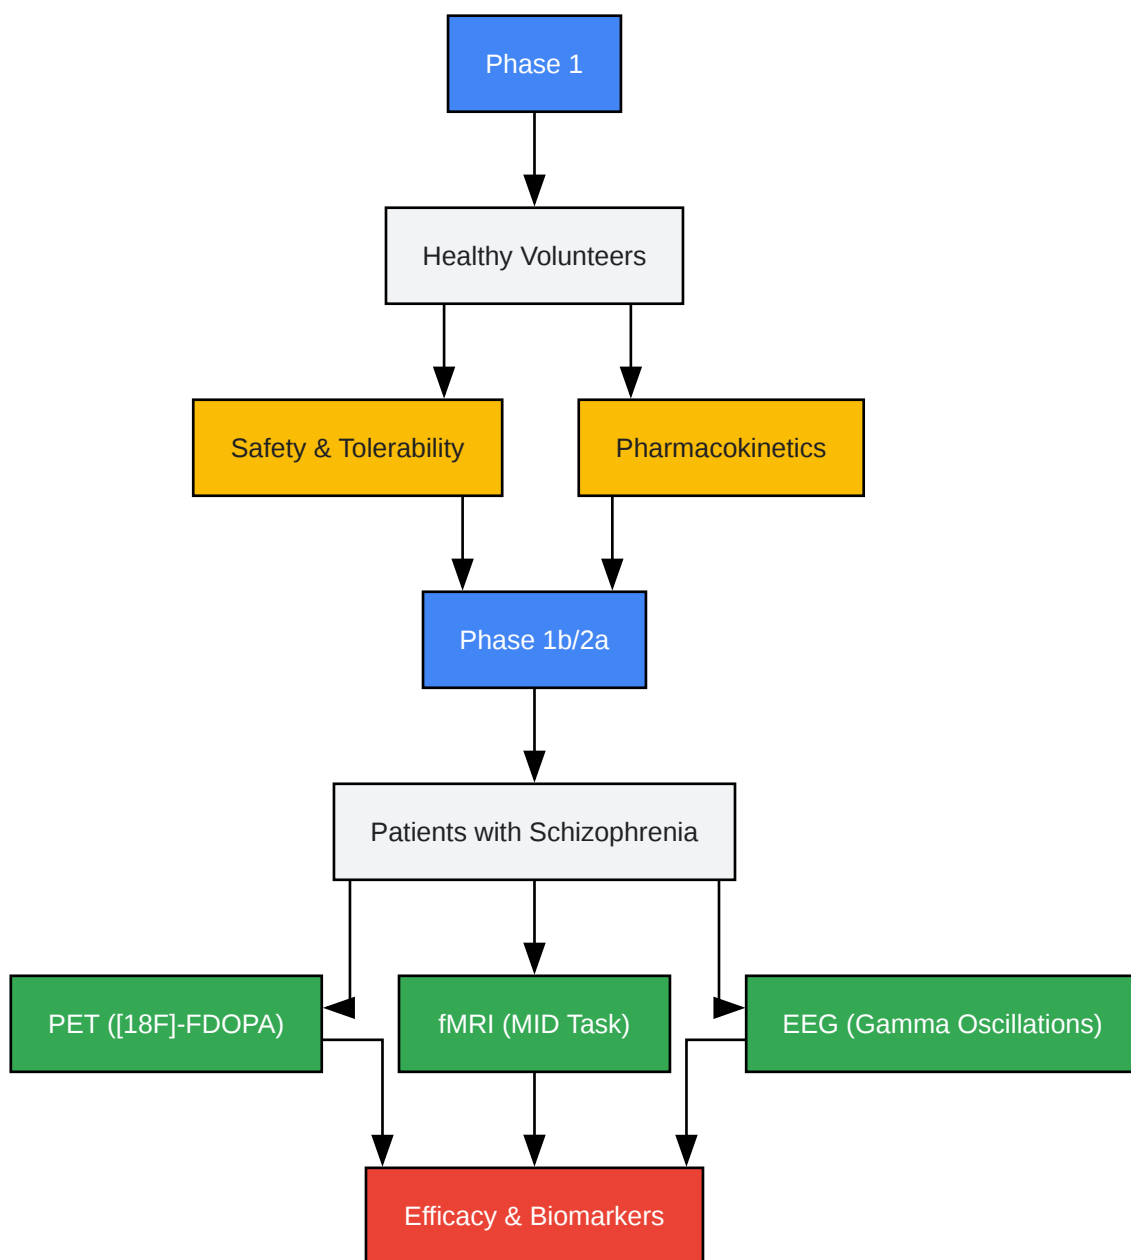 Phase 1
Healthy Volunteers
Safety & Tolerability
Pharmacokinetics
Phase 1b/2a
Patients with Schizophrenia
PET ([18F]-FDOPA)
fMRI (MID Task)
EEG (Gamma Oscillations)
Efficacy & Biomarkers